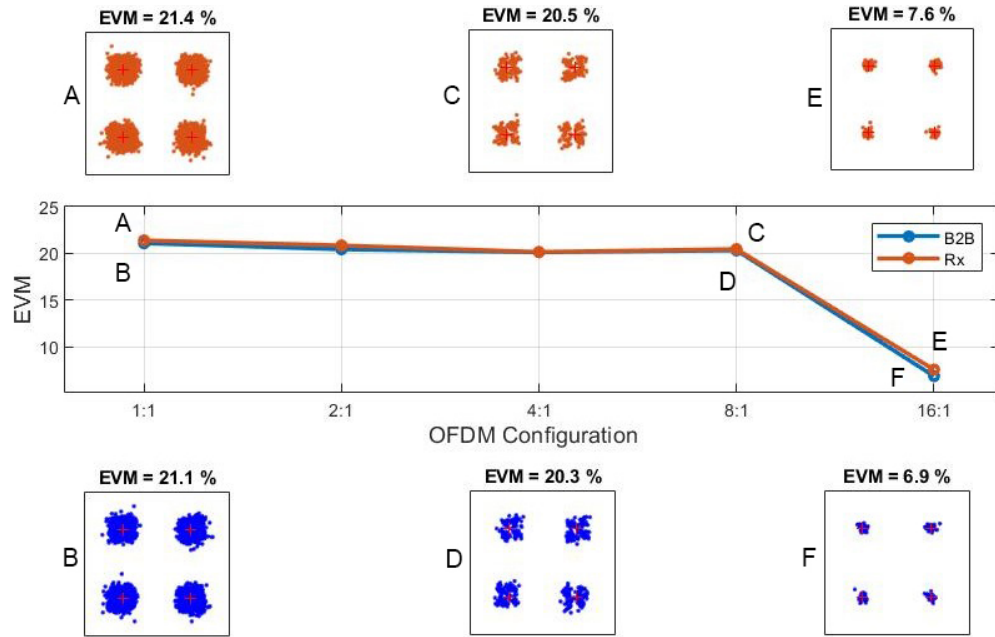 EVM = 21.4 %
EVM = 20.5 %
EVM = 7.6 %
A
C
E
25
20
15
10
EVM
A
B
C
D
E
F
B2B
Rx
1:1
2:1
4:1
8:1
16:1
OFDM Configuration
EVM = 21.1 %
EVM = 20.3 %
EVM = 6.9 %
B
D
F